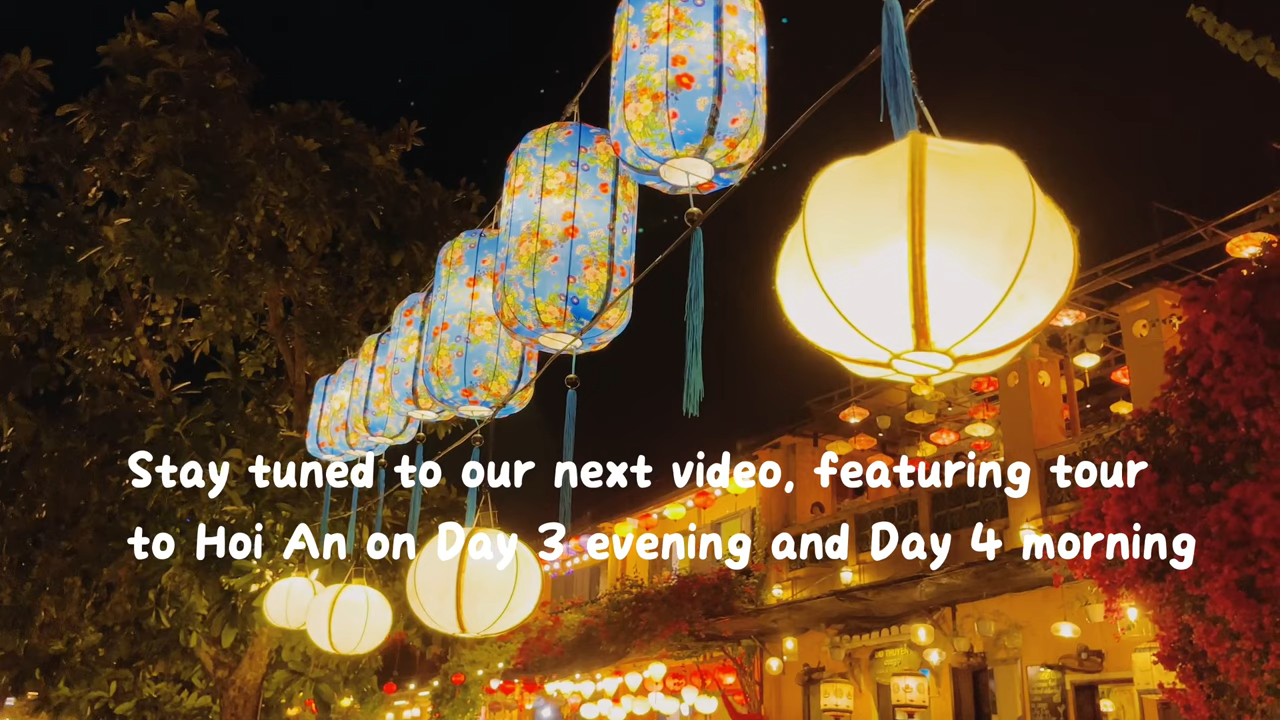 Stay tuned to our next video, featuring tour
to Hoi An on Day 3 evening and Day 4 morning